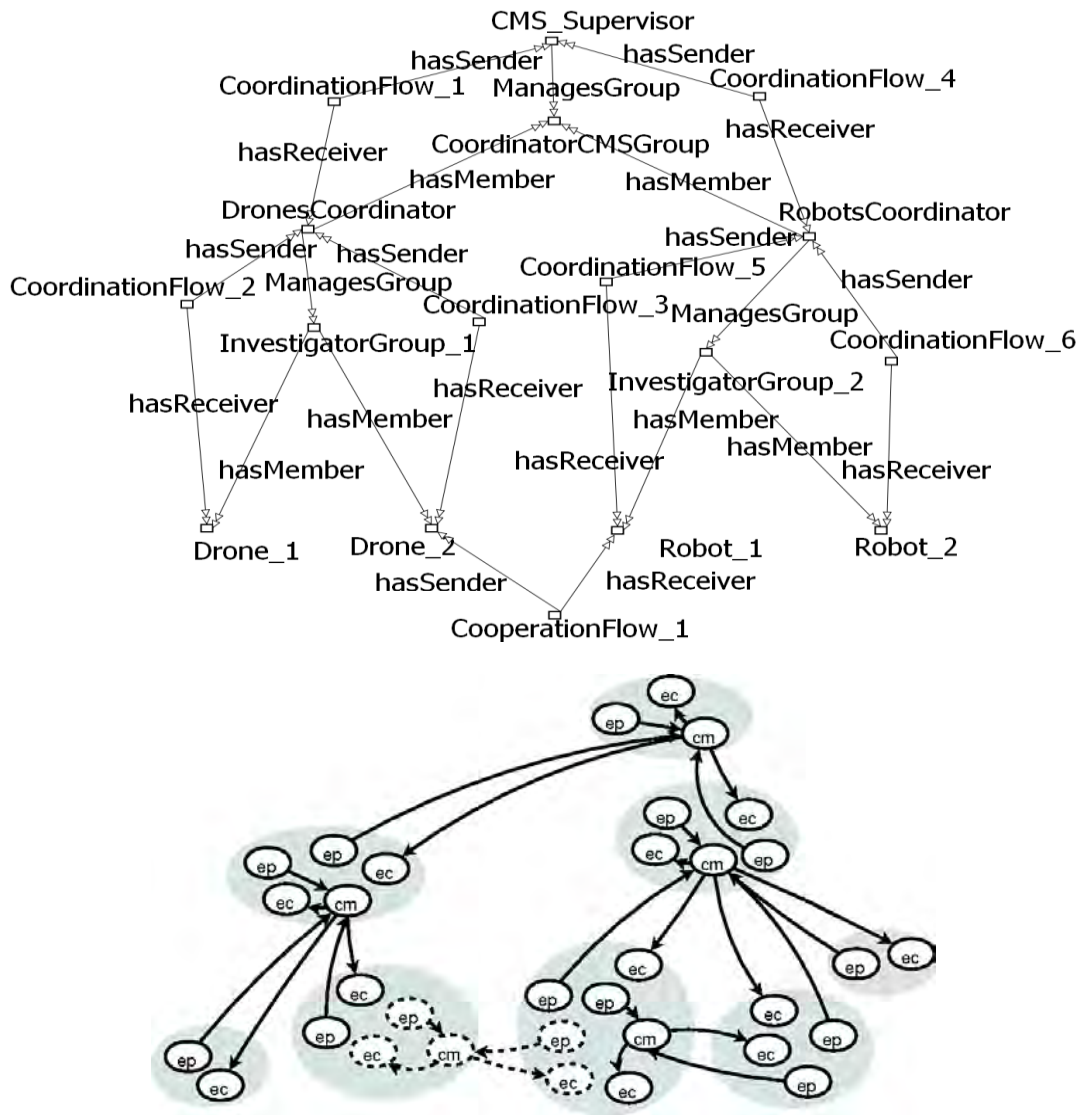 CMS_Supervisor
hasSender
hasSender
CoordinationFlow_1
ManagesGroup
CoordinationFlow_4
hasReceiver
CoordinatorCMSGroup
hasReceiver
hasMember
hasMember
DronesCoordinator
RobotsCoordinator
hasSender
hasSender
hasSender
CoordinationFlow_2
ManagesGroup
CoordinationFlow_5
hasSender
CoordinationFlow_3
ManagesGroup
InvestigatorGroup_1
CoordinationFlow_6
hasReceiver
hasMember
hasReceiver
InvestigatorGroup_2
hasMember
hasMember
hasMember
hasReceiver
hasReceiver
Drone_1
Drone_2
Robot_1
Robot_2
hasSender
hasReceiver
CooperationFlow_1
ec
ep
cm
ep
ec
ep
ep
ec
ec
cm
ep
ec
cm
ec
ec
ep
ec
ec
ep
ep
ep
ec
ep
ep
cm
ep
cm
ep
ec
ec
ep
ec
ec
ec
ep